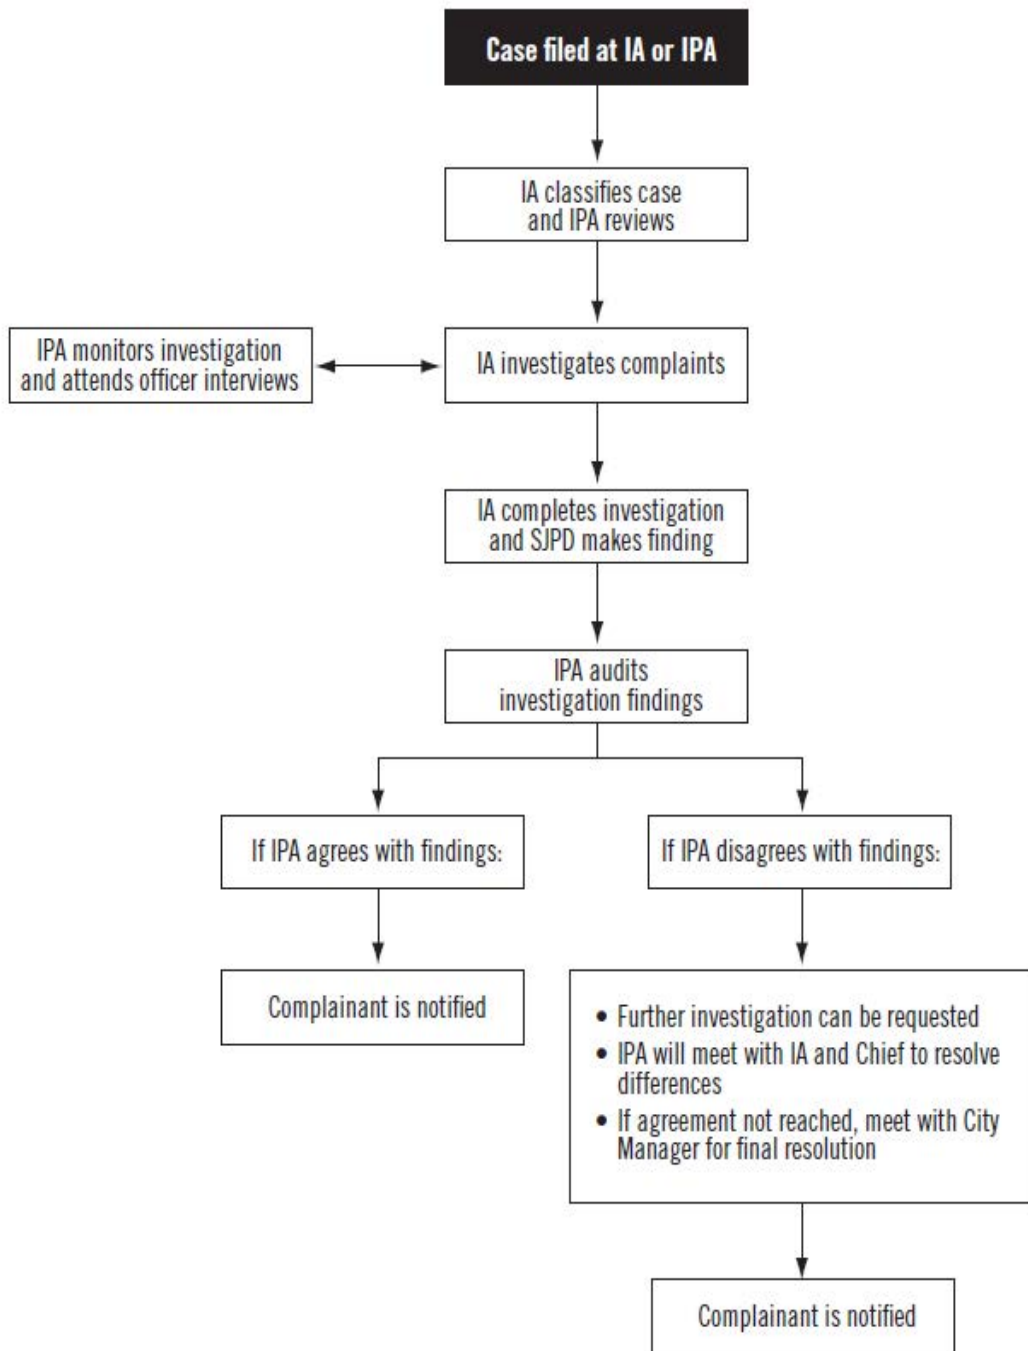 Case filed at IA or IPA
IA classifies case
and IPA reviews
IPA monitors investigation
and attends officer interviews
IA investigates complaints
IA completes investigation
and SJPD makes finding
IPA audits
investigation findings
If IPA agrees with findings:
If IPA disagrees with findings:
Complainant is notified
• Further investigation can be requested
• IPA will meet with IA and Chief to resolve
differences
• If agreement not reached, meet with City
Manager for final resolution
Complainant is notified